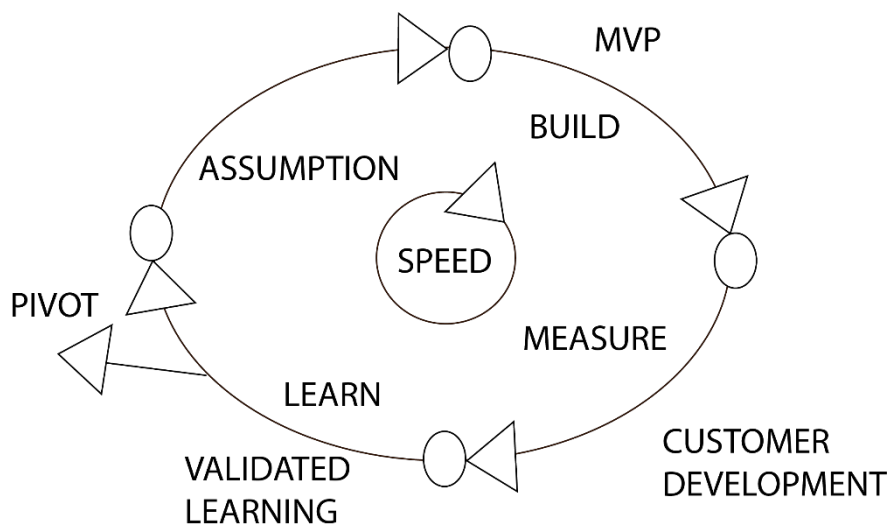 MVP
BUILD
ASSUMPTION
SPEED
PIVOT
MEASURE
LEARN
CUSTOMER
DEVELOPMENT
VALIDATED
LEARNING